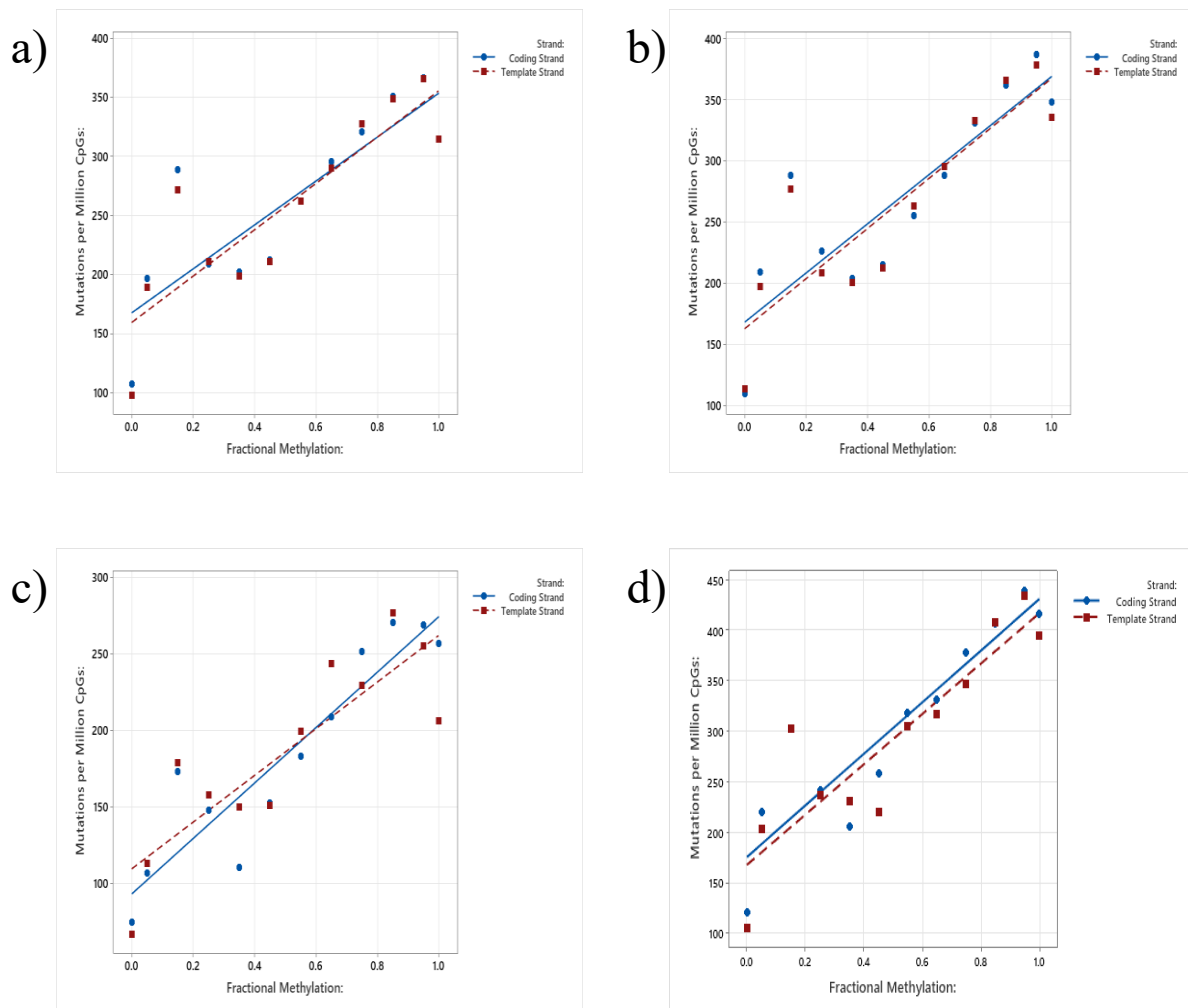 a)
Mutations per Million CpGs:
400
350
300
250
200
150
100
0.0 0.2 0.4 0.6 0.8 1.0
Fractional Methylation:
Strand:
Coding Strand
Template Strand
b)
Mutations per Million CpGs:
400
350
300
250
200
150
100
0.0 0.2 0.4 0.6 0.8 1.0
Fractional Methylation:
Strand:
Coding Strand
Template Strand
c)
Mutations per Million CpGs:
300
250
200
150
100
0.0 0.2 0.4 0.6 0.8 1.0
Fractional Methylation:
Strand:
Coding Strand
Template Strand
d)
Mutations per Million CpGs:
450
400
350
300
250
200
150
100
0.0 0.2 0.4 0.6 0.8 1.0
Fractional Methylation:
Strand:
Coding Strand
Template Strand